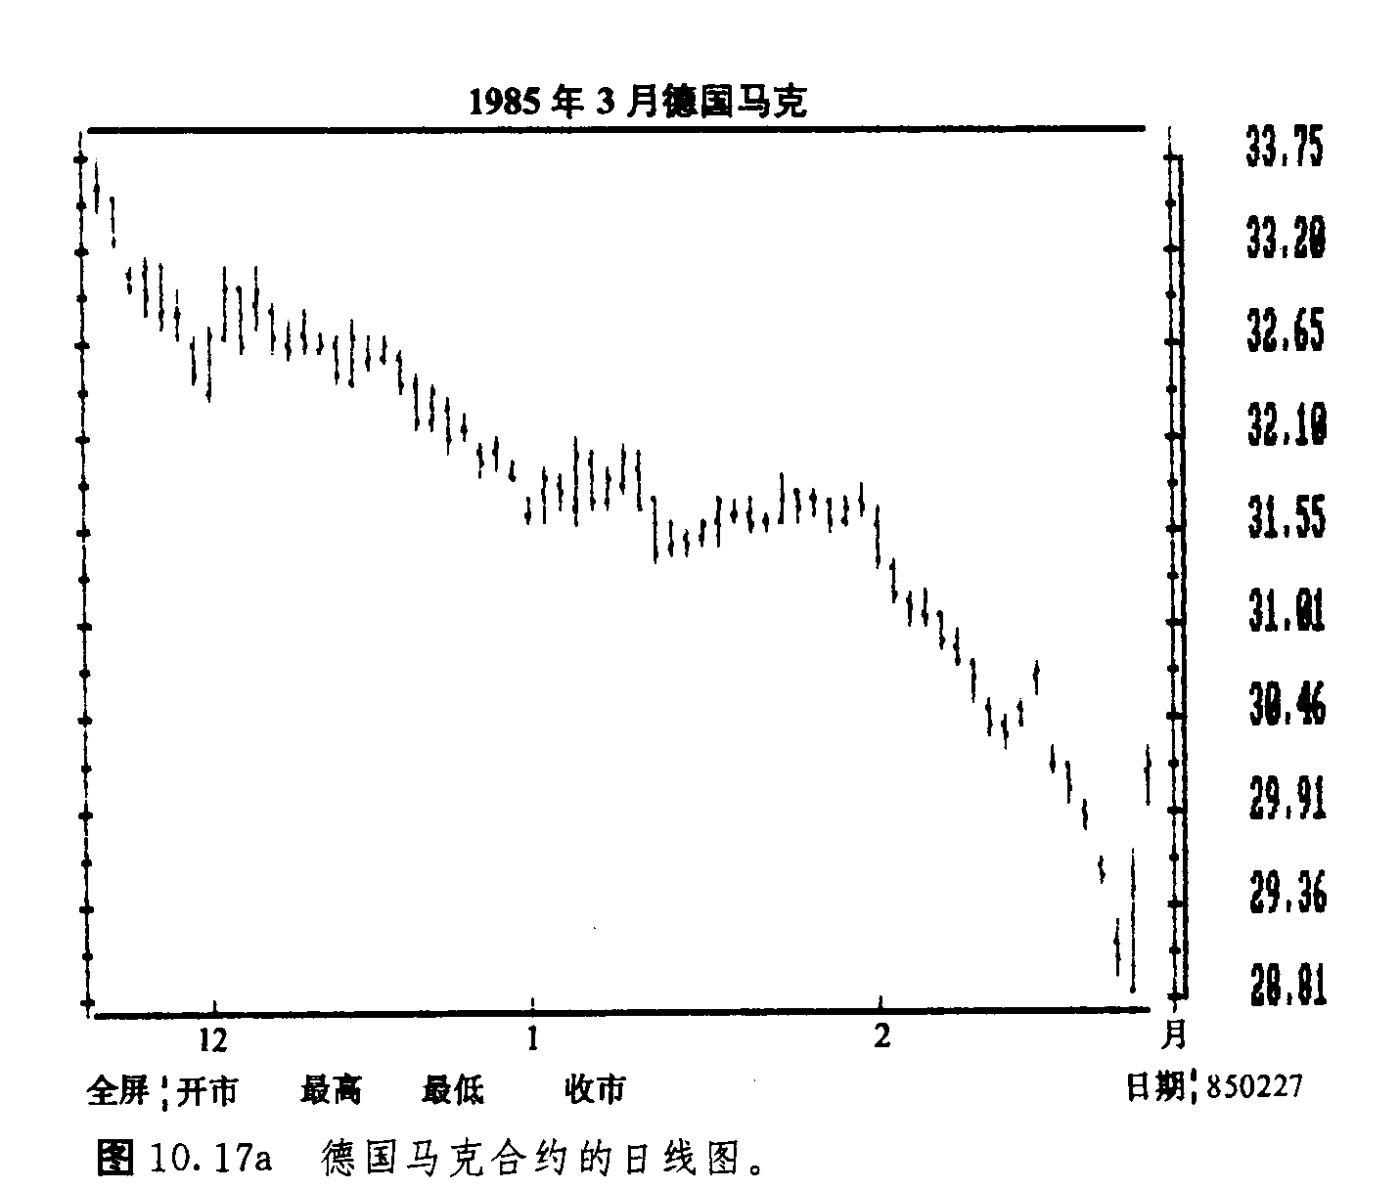 1985 年 3 月德国马克
33.75
33.20
32.65
32.10
31.55
31.01
30.46
29.91
29.36
28.81
12 1 2 月
全屏¦开市 最高 最低 收市 日期¦850227
图 10.17a 德国马克合约的日线图。